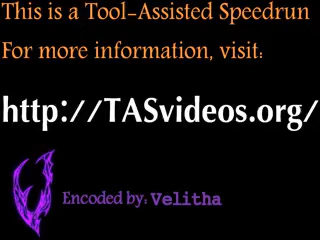 This is a Tool-Assisted Speedrun
For more information, visit:
http://TASvideos.org/
Encoded by: Velitha